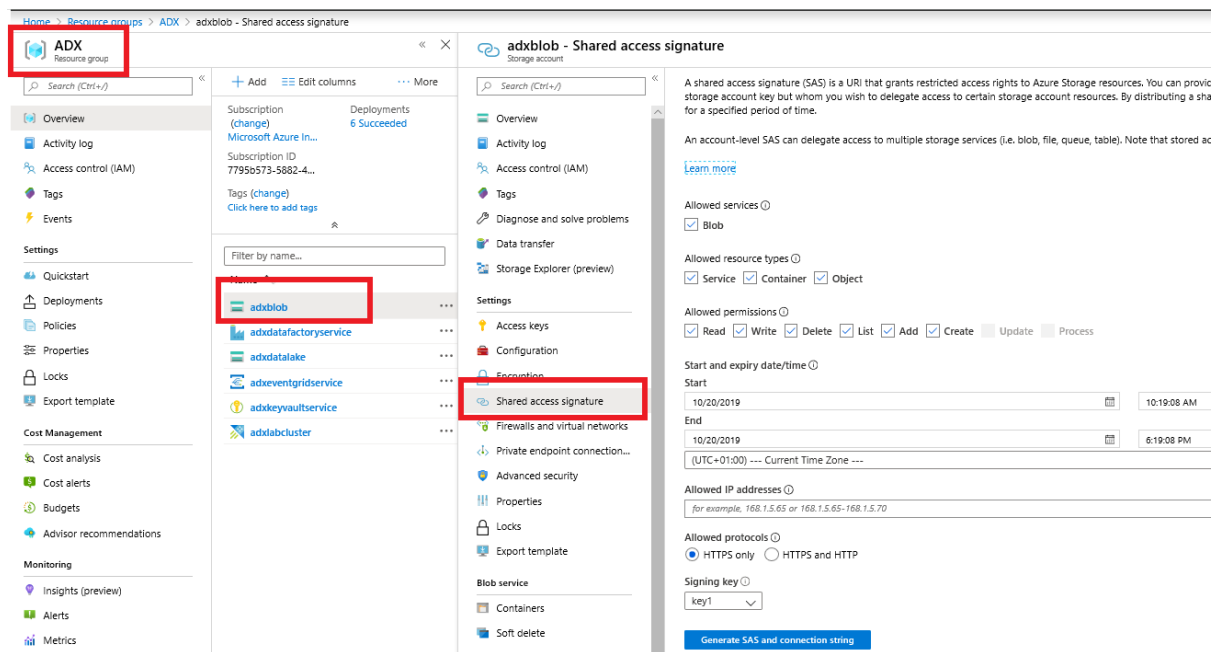 Home > Resource groups > ADX > adxblob - Shared access signature
ADX
Resource group
Search (Ctrl+/)
Overview
Activity log
Access control (IAM)
Tags
Events
Settings
Quickstart
Deployments
Policies
Properties
Locks
Export template
Cost Management
Cost analysis
Cost alerts
Budgets
Advisor recommendations
Monitoring
Insights (preview)
Alerts
Metrics
Add Edit columns ··· More
Subscription
(change)
Microsoft Azure In...
Deployments
6 Succeeded
Subscription ID
7795b573-5882-4...
Tags (change)
Click here to add tags
Filter by name...
Name
adxblob
adxdatafactoryservice
adxdatalake
adxeventgridservice
adxkeyvaultservice
adxlabcluster
adxblob - Shared access signature
Storage account
Search (Ctrl+/)
Overview
Activity log
Access control (IAM)
Tags
Diagnose and solve problems
Data transfer
Storage Explorer (preview)
Settings
Access keys
Configuration
Encryption
Shared access signature
Firewalls and virtual networks
Private endpoint connection...
Advanced security
Properties
Locks
Export template
Blob service
Containers
Soft delete
A shared access signature (SAS) is a URI that grants restricted access rights to Azure Storage resources. You can provic
storage account key but whom you wish to delegate access to certain storage account resources. By distributing a sha
for a specified period of time.
An account-level SAS can delegate access to multiple storage services (i.e. blob, file, queue, table). Note that stored ac
Learn more
Allowed services
Blob
Allowed resource types
Service Container Object
Allowed permissions
Read Write Delete List Add Create Update Process
Start and expiry date/time
Start
10/20/2019 10:19:08 AM
End
10/20/2019 6:19:08 PM
(UTC+01:00) --- Current Time Zone ---
Allowed IP addresses
for example, 168.1.5.65 or 168.1.5.65-168.1.5.70
Allowed protocols
HTTPS only HTTPS and HTTP
Signing key
key1
Generate SAS and connection string